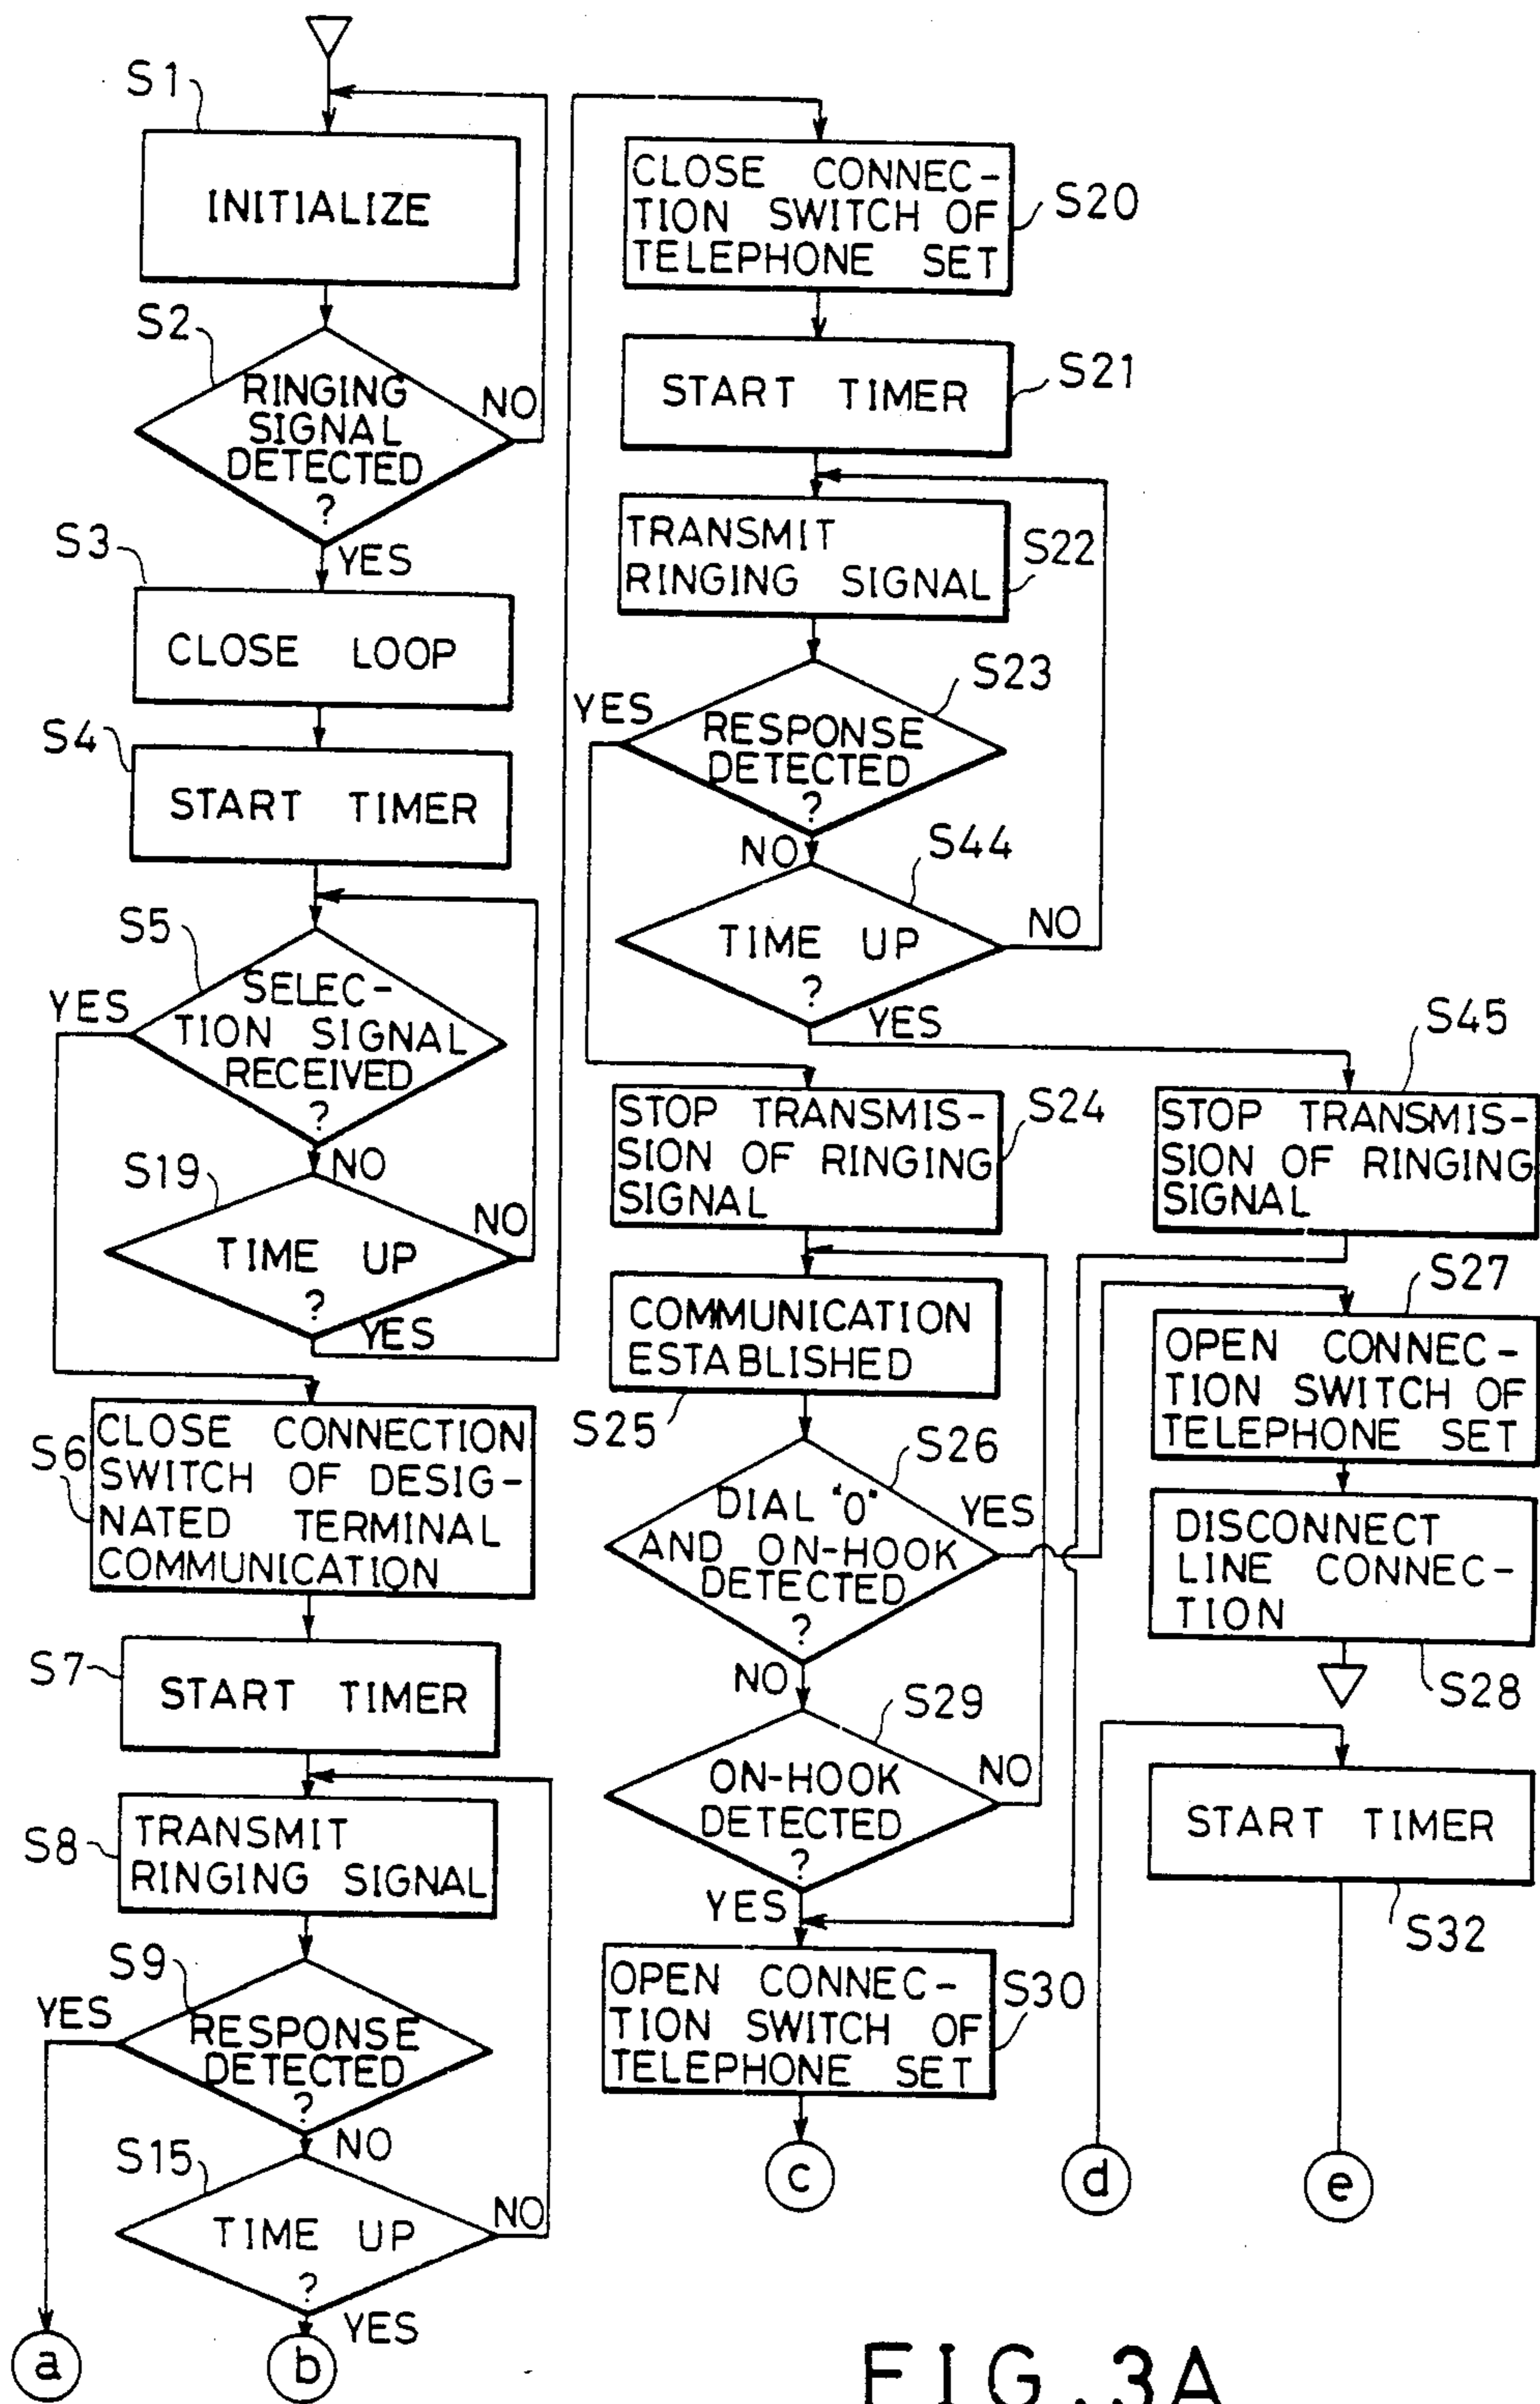 S1
INITIALIZE
S2
RINGING
SIGNAL
DETECTED
?
NO
YES
S3
CLOSE LOOP
S4
START TIMER
S5
SELEC-
TION SIGNAL
RECEIVED
?
YES
NO
S19
TIME UP
?
NO
YES
S6
CLOSE CONNECTION
SWITCH OF DESIG-
NATED TERMINAL
COMMUNICATION
S7
START TIMER
S8
TRANSMIT
RINGING SIGNAL
S9
YES
RESPONSE
DETECTED
?
NO
S15
TIME UP
?
NO
YES
a
b
CLOSE CONNEC-
TION SWITCH OF
TELEPHONE SET
S20
START TIMER
S21
TRANSMIT
RINGING SIGNAL
S22
S23
YES
RESPONSE
DETECTED
?
NO
S44
TIME UP
?
NO
YES
STOP TRANSMIS-
SION OF RINGING
SIGNAL
S24
COMMUNICATION
ESTABLISHED
S25
S26
DIAL "0"
AND ON-HOOK
DETECTED
?
YES
NO
S29
ON-HOOK
DETECTED
?
NO
YES
OPEN CONNEC-
TION SWITCH OF
TELEPHONE SET
S30
c
S45
STOP TRANSMIS-
SION OF RINGING
SIGNAL
S27
OPEN CONNEC-
TION SWITCH OF
TELEPHONE SET
DISCONNECT
LINE CONNEC-
TION
S28
START TIMER
S32
d
e
FIG.3A